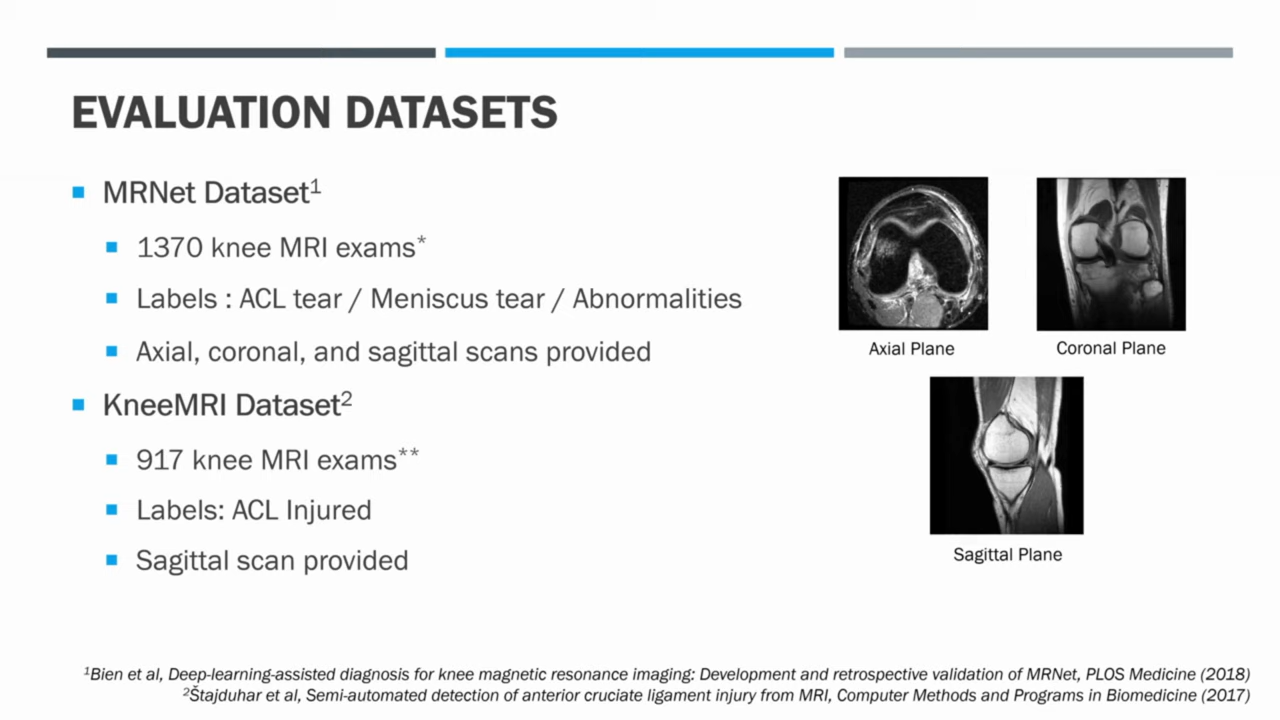 EVALUATION DATASETS
MRNet Dataset¹
1370 knee MRI exams*
Labels : ACL tear / Meniscus tear / Abnormalities
Axial, coronal, and sagittal scans provided
KneeMRI Dataset²
917 knee MRI exams**
Labels: ACL Injured
Sagittal scan provided
Axial Plane
Coronal Plane
Sagittal Plane
¹Bien et al, Deep-learning-assisted diagnosis for knee magnetic resonance imaging: Development and retrospective validation of MRNet, PLOS Medicine (2018)
²Štajduhar et al, Semi-automated detection of anterior cruciate ligament injury from MRI, Computer Methods and Programs in Biomedicine (2017)